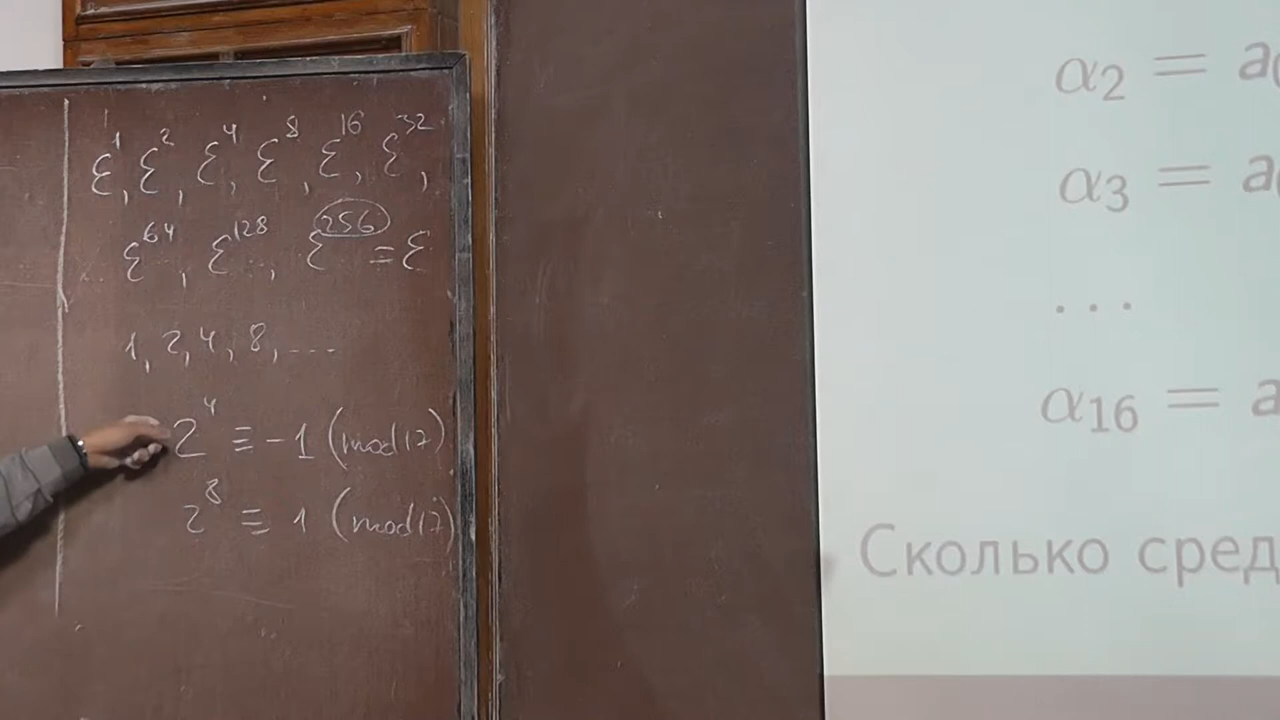 ε¹, ε², ε⁴, ε⁸, ε¹⁶, ε³²,
ε⁶⁴, ε¹²⁸, ε²⁵⁶ = ε
1, 2, 4, 8, ...
2⁴ ≡ -1 (mod 17)
2⁸ ≡ 1 (mod 17)
α₂ = a
α₃ = a
...
α₁₆ = a
Сколько сред